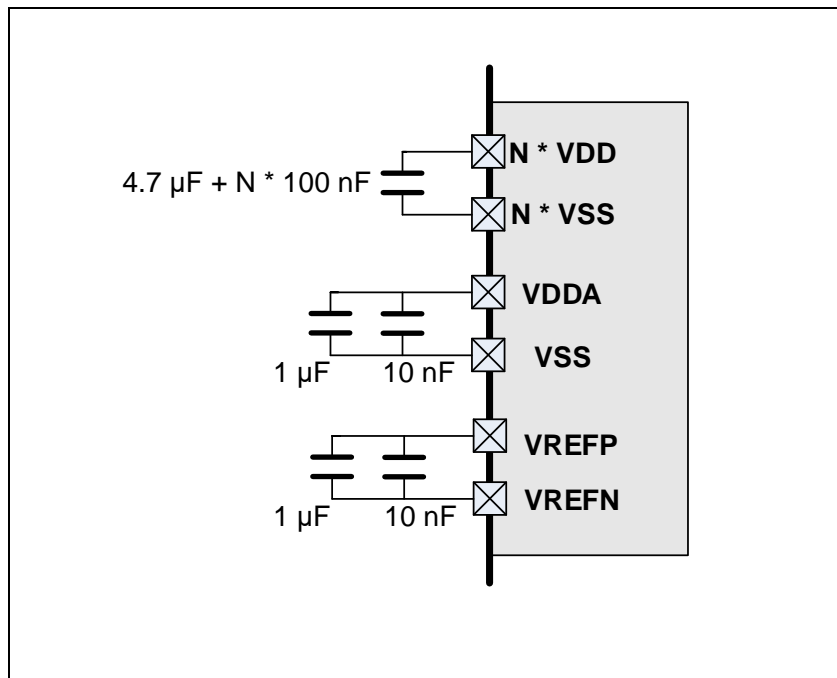 N * VDD
4.7 µF + N * 100 nF
N * VSS
VDDA
VSS
1 µF 10 nF
VREFP
VREFN
1 µF 10 nF